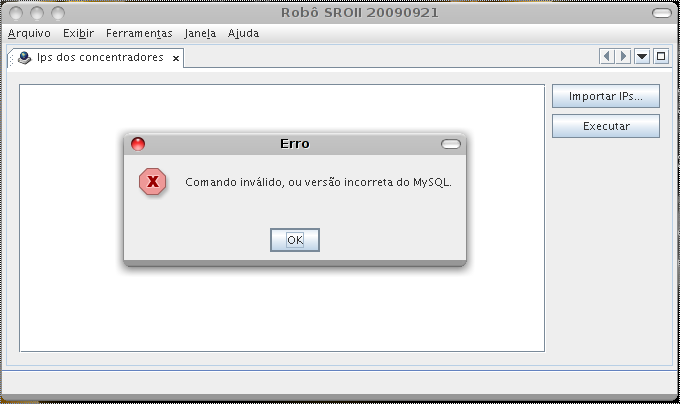 Robô SROII 20090921
Arquivo Exibir Ferramentas Janela Ajuda
Ips dos concentradores x
Importar IPs...
Executar
Erro
X
Comando inválido, ou versão incorreta do MySQL.
OK